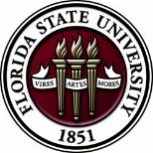 FLORIDA STATE UNIVERSITY
VIRES ARTES MORES
1851